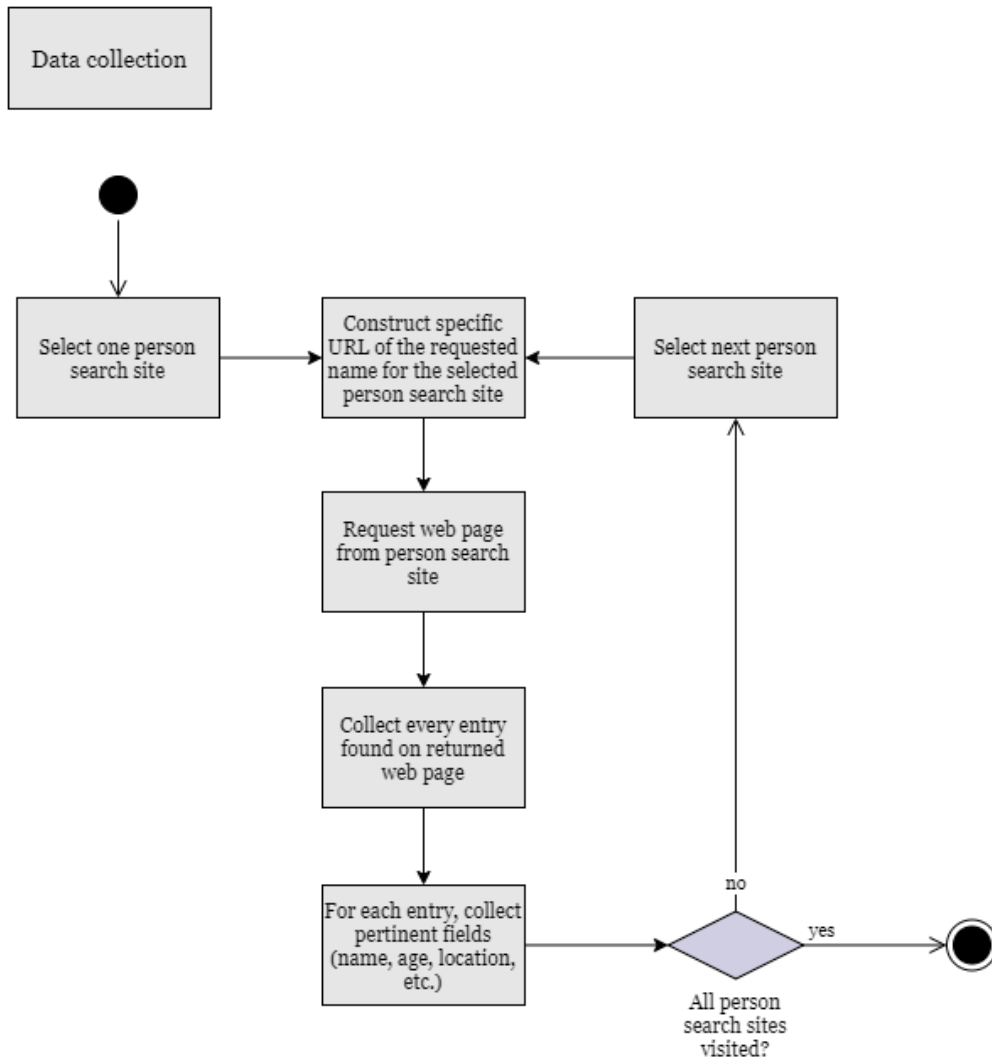 Data collection
Select one person
search site
Construct specific
URL of the requested
name for the selected
person search site
Select next person
search site
Request web page
from person search
site
Collect every entry
found on returned
web page
For each entry, collect
pertinent fields
(name, age, location,
etc.)
no
yes
All person
search sites
visited?